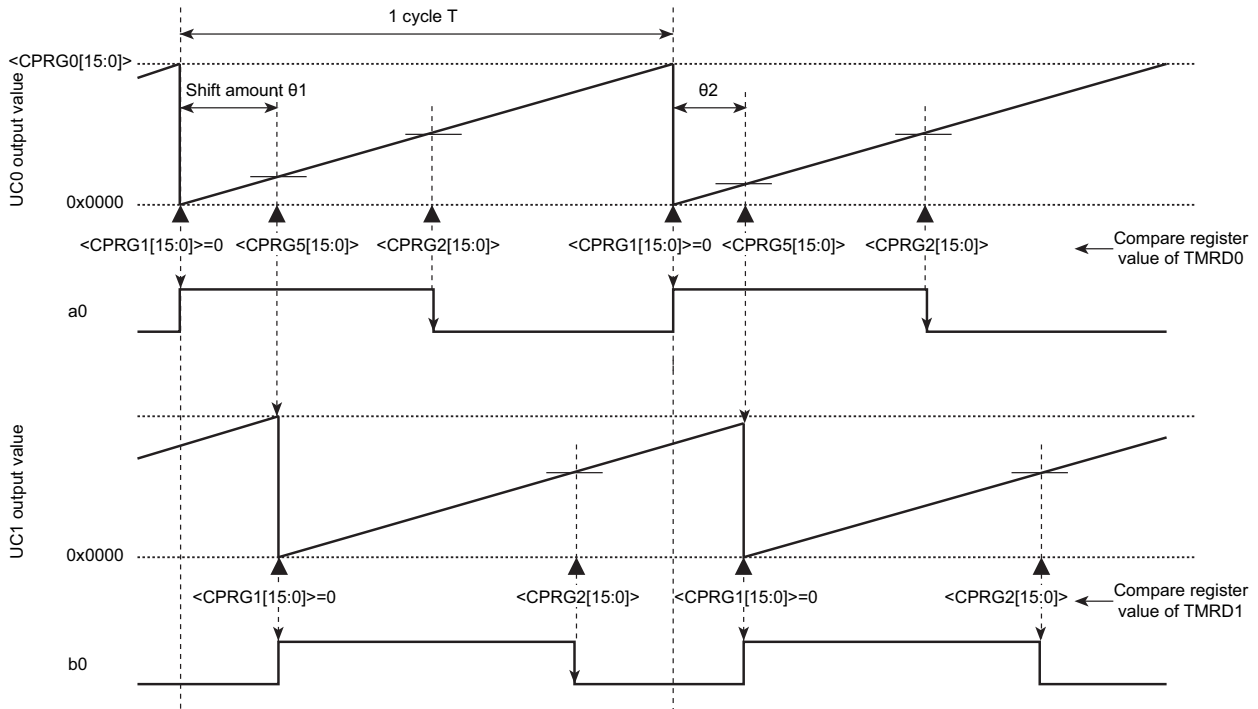 1 cycle T
<CPRG0[15:0]>
Shift amount θ1
θ2
UC0 output value
0x0000
<CPRG1[15:0]>=0 <CPRG5[15:0]> <CPRG2[15:0]> <CPRG1[15:0]>=0 <CPRG5[15:0]> <CPRG2[15:0]>
Compare register
value of TMRD0
a0
UC1 output value
0x0000
<CPRG1[15:0]>=0 <CPRG2[15:0]> <CPRG1[15:0]>=0 <CPRG2[15:0]>
Compare register
value of TMRD1
b0